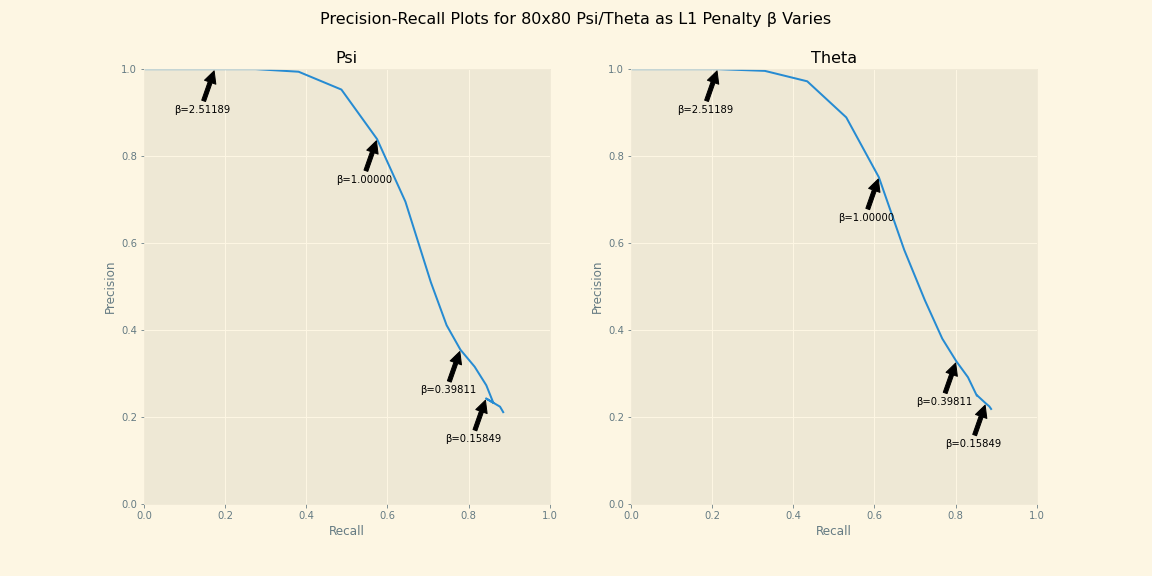 Precision-Recall Plots for 80x80 Psi/Theta as L1 Penalty β Varies
Psi
1.0
0.8
0.6
0.4
0.2
0.0
Precision
β=2.51189
β=1.00000
β=0.39811
β=0.15849
0.0 0.2 0.4 0.6 0.8 1.0
Recall
Theta
1.0
0.8
0.6
0.4
0.2
0.0
Precision
β=2.51189
β=1.00000
β=0.39811
β=0.15849
0.0 0.2 0.4 0.6 0.8 1.0
Recall